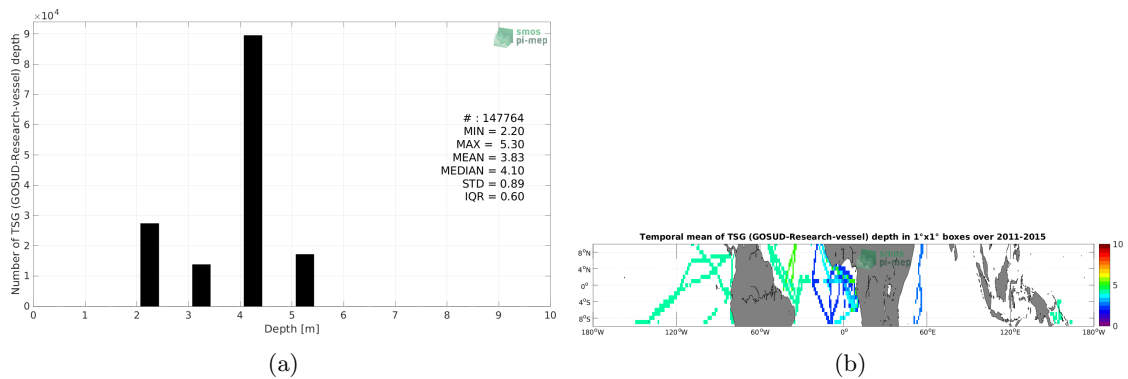 ×10⁴
9
8
7
6
5
4
3
2
1
0
Number of TSG (GOSUD-Research-vessel) depth
smos
pi-mep
# : 147764
MIN = 2.20
MAX = 5.30
MEAN = 3.83
MEDIAN = 4.10
STD = 0.89
IQR = 0.60
0 1 2 3 4 5 6 7 8 9 10
Depth [m]
(a)
Temporal mean of TSG (GOSUD-Research-vessel) depth in 1°x1° boxes over 2011-2015
smos
pi-mep
8°N
4°N
0°
4°S
8°S
180°W 120°W 60°W 0° 60°E 120°E 180°W
10
5
0
(b)